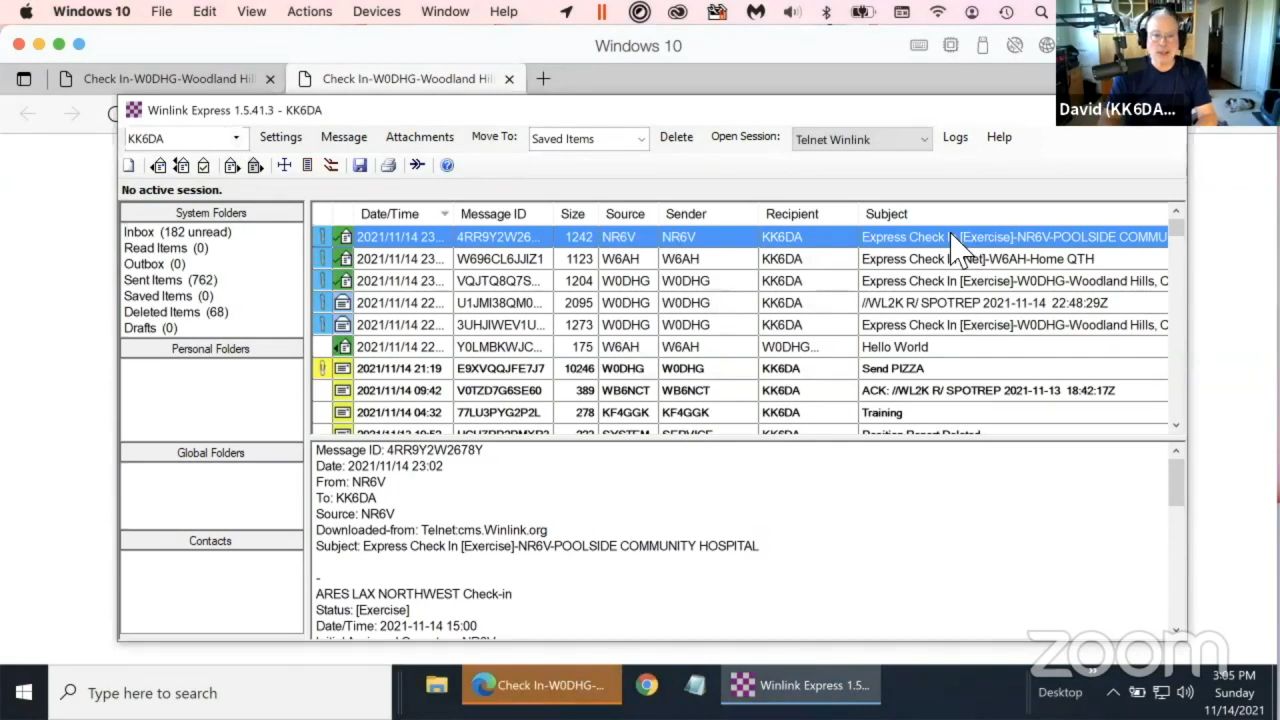 Windows 10 File Edit View Actions Devices Window Help
Windows 10
Check In-W0DHG-Woodland Hil
Check In-W0DHG-Woodland Hil
Winlink Express 1.5.41.3 - KK6DA
David (KK6DA...
KK6DA Settings Message Attachments Move To: Saved Items Delete Open Session: Telnet Winlink Logs Help
No active session.
System Folders
Inbox (182 unread)
Read Items (0)
Outbox (0)
Sent Items (762)
Saved Items (0)
Deleted Items (68)
Drafts (0)
Personal Folders
Global Folders
Contacts
Date/Time Message ID Size Source Sender Recipient Subject
2021/11/14 23... 4RR9Y2W26... 1242 NR6V NR6V KK6DA Express Check [Exercise]-NR6V-POOLSIDE COMMU
2021/11/14 23... W696CL6JJIZ1 1123 W6AH W6AH KK6DA Express Check -W6AH-Home QTH
2021/11/14 23... VQJTQ8Q7S... 1204 W0DHG W0DHG KK6DA Express Check In [Exercise]-W0DHG-Woodland Hills, C
2021/11/14 22... U1JMI38QM0... 2095 W0DHG W0DHG KK6DA //WL2K R/ SPOTREP 2021-11-14 22:48:29Z
2021/11/14 22... 3UHJIWEV1U... 1273 W0DHG W0DHG KK6DA Express Check In [Exercise]-W0DHG-Woodland Hills, C
2021/11/14 22... Y0LMBKWJC... 175 W6AH W6AH W0DHG... Hello World
2021/11/14 21:19 E9XVQQJFE7J7 10246 W0DHG W0DHG KK6DA Send PIZZA
2021/11/14 09:42 V0TZD7G6SE60 389 WB6NCT WB6NCT KK6DA ACK: //WL2K R/ SPOTREP 2021-11-13 18:42:17Z
2021/11/14 04:32 77LU3PYG2P2L 278 KF4GGK KF4GGK KK6DA Training
SYSTEM SERVICE KK6DA Position Report Deleted
Message ID: 4RR9Y2W2678Y
Date: 2021/11/14 23:02
From: NR6V
To: KK6DA
Source: NR6V
Downloaded-from: Telnet:cms.Winlink.org
Subject: Express Check In [Exercise]-NR6V-POOLSIDE COMMUNITY HOSPITAL
-
ARES LAX NORTHWEST Check-in
Status: [Exercise]
Date/Time: 2021-11-14 15:00
zoom
Type here to search
Check In-W0DHG-...
Winlink Express 1.5...
Desktop
3:05 PM
Sunday
11/14/2021